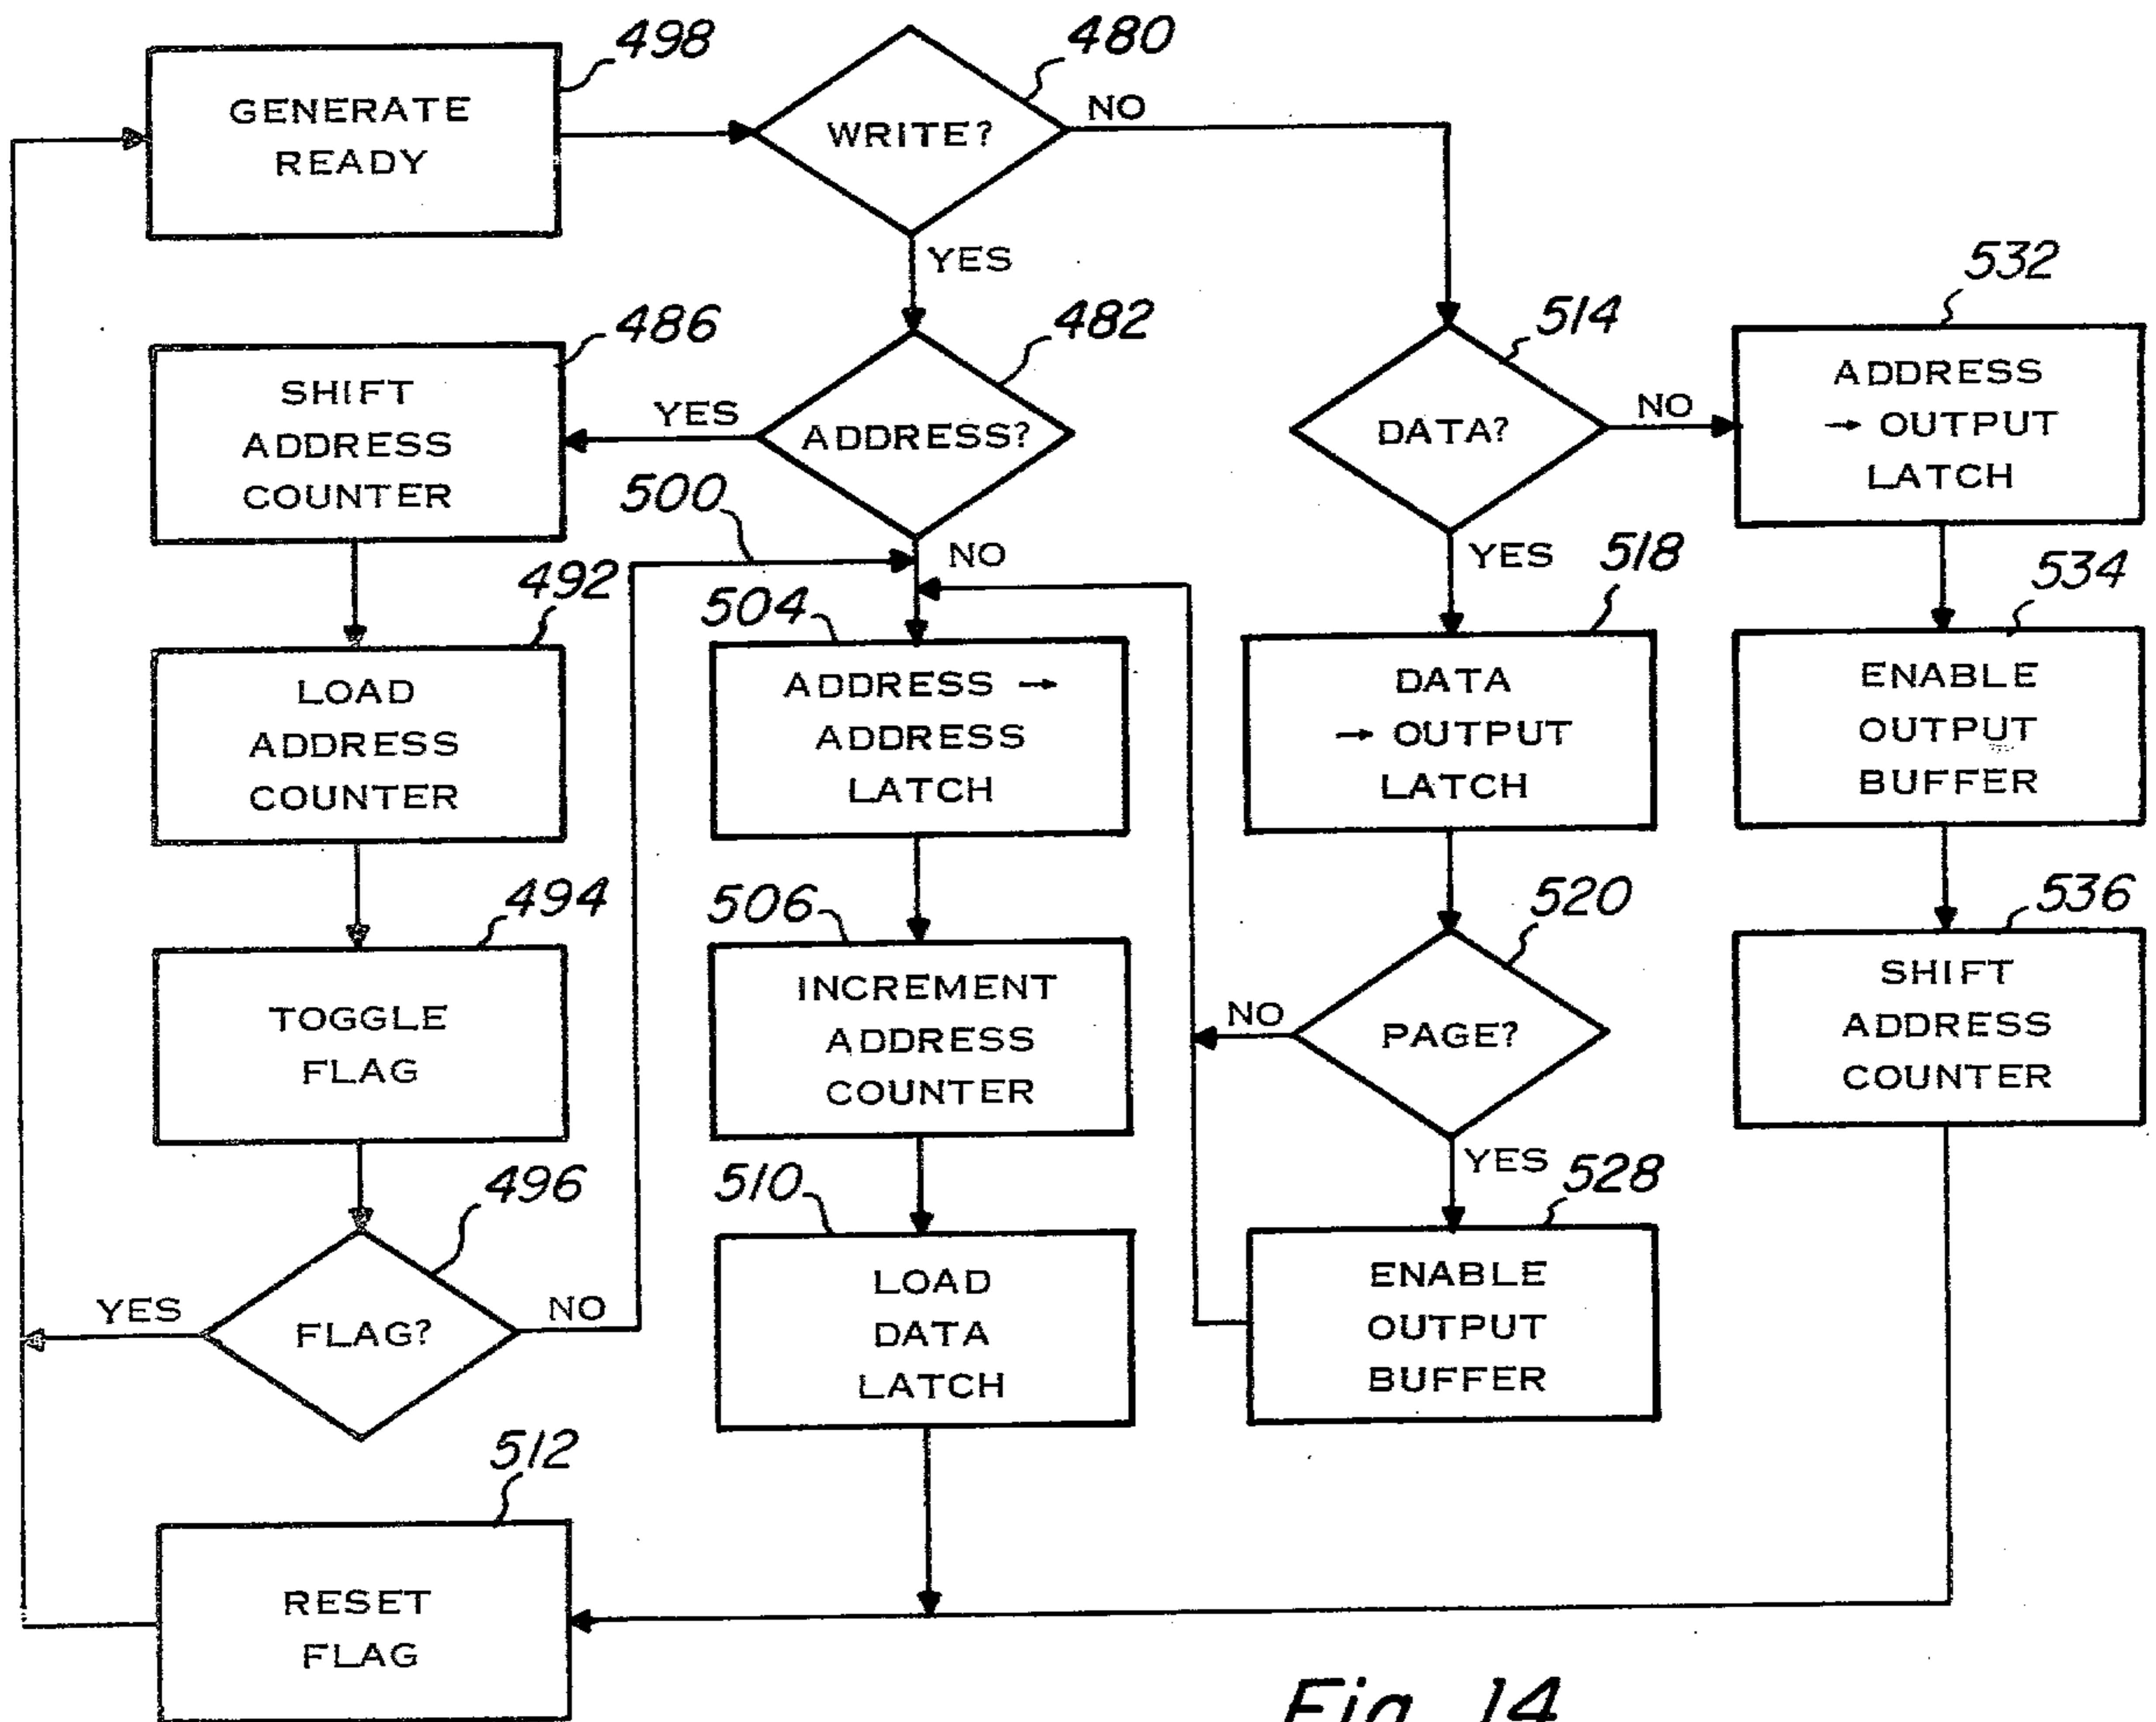 498
GENERATE
READY
480
WRITE?
NO
YES
486
SHIFT
ADDRESS
COUNTER
482
ADDRESS?
YES
NO
500
514
DATA?
NO
YES
532
ADDRESS
→ OUTPUT
LATCH
492
LOAD
ADDRESS
COUNTER
504
ADDRESS →
ADDRESS
LATCH
518
DATA
→ OUTPUT
LATCH
534
ENABLE
OUTPUT
BUFFER
494
TOGGLE
FLAG
506
INCREMENT
ADDRESS
COUNTER
520
PAGE?
NO
YES
536
SHIFT
ADDRESS
COUNTER
496
FLAG?
YES
NO
510
LOAD
DATA
LATCH
528
ENABLE
OUTPUT
BUFFER
512
RESET
FLAG
Fig. 14